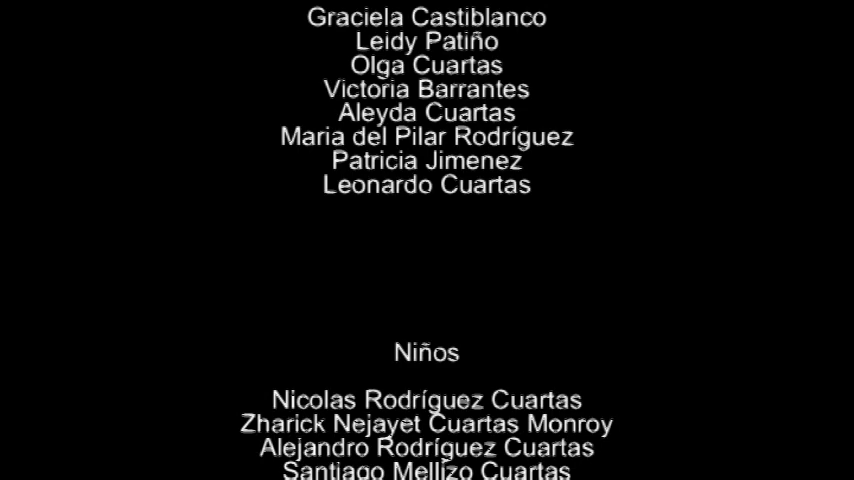 Graciela Castiblanco
Leidy Patiño
Olga Cuartas
Victoria Barrantes
Aleyda Cuartas
Maria del Pilar Rodríguez
Patricia Jimenez
Leonardo Cuartas
Niños
Nicolas Rodríguez Cuartas
Zharick Nejayet Cuartas Monroy
Alejandro Rodríguez Cuartas
Santiago Mellizo Cuartas